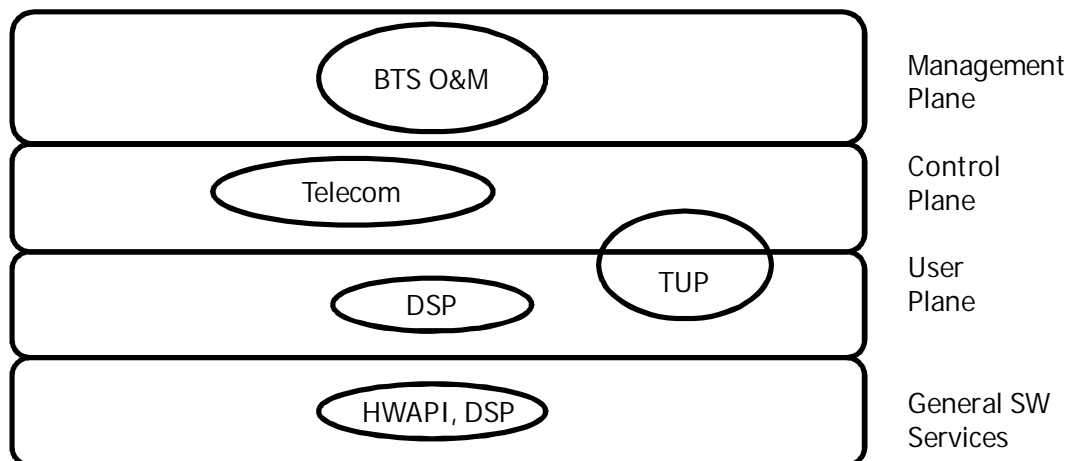 BTS O&M
Management
Plane
Telecom
Control
Plane
TUP
User
Plane
DSP
HWAPI, DSP
General SW
Services